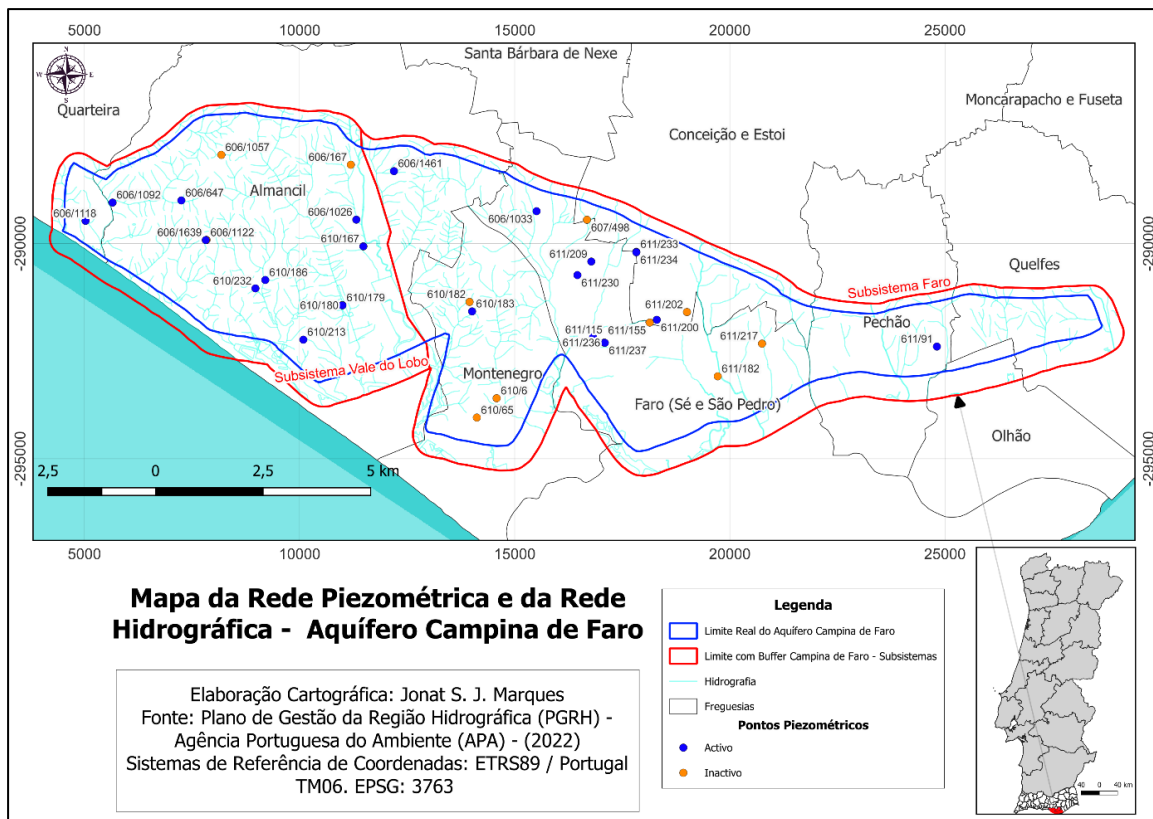 5000 10000 15000 20000 25000
N
W E
S
Santa Bárbara de Nexe
Quarteira
Moncarapacho e Fuseta
Conceição e Estoi
606/1057
606/167
606/1461
Almancil
606/1092
606/647
606/1118
606/1026
606/1033
607/498
606/1639
606/1122
610/167
611/233
611/234
611/209
-290000
-290000
610/232
610/186
611/230
Quelfes
610/180
610/179
610/182
610/183
611/202
Subsistema Faro
611/115
611/155
611/200
Pechão
610/213
611/236
611/237
611/217
611/91
Subsistema Vale do Lobo
Montenegro
611/182
610/6
610/65
Faro (Sé e São Pedro)
Olhão
-295000
-295000
2,5 0 2,5 5 km
5000 10000 15000 20000 25000
Mapa da Rede Piezométrica e da Rede
Hidrográfica - Aquífero Campina de Faro
Elaboração Cartográfica: Jonat S. J. Marques
Fonte: Plano de Gestão da Região Hidrográfica (PGRH) -
Agência Portuguesa do Ambiente (APA) - (2022)
Sistemas de Referência de Coordenadas: ETRS89 / Portugal
TM06. EPSG: 3763
Legenda
Limite Real do Aquífero Campina de Faro
Limite com Buffer Campina de Faro - Subsistemas
Hidrografia
Freguesias
Pontos Piezométricos
Activo
Inactivo
40 0 40 km